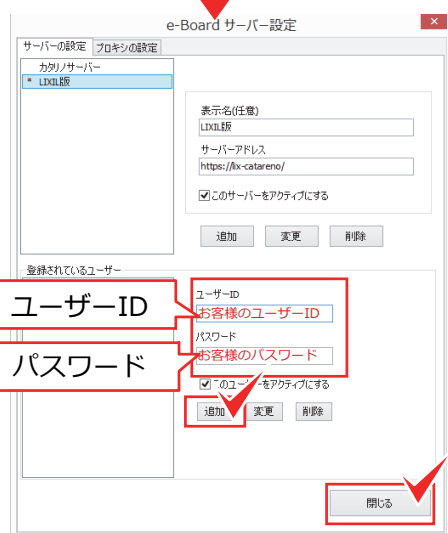 e-Board サーバー設定
×
サーバーの設定 プロキシの設定
カタリノサーバー
* LIXIL版
表示名(任意)
LIXIL版
サーバーアドレス
https://lix-catareno/
このサーバーをアクティブにする
追加 変更 削除
登録されているユーザー
ユーザーID
ユーザーID
お客様のユーザーID
パスワード
パスワード
お客様のパスワード
このユーザーをアクティブにする
追加 変更 削除
閉じる